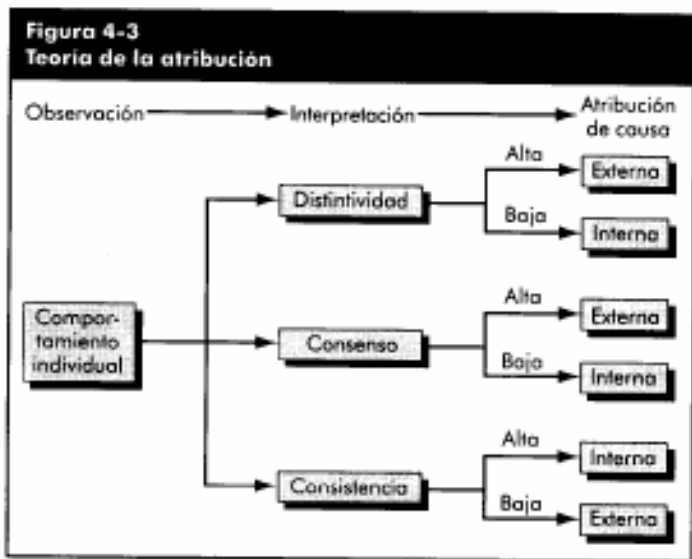 Figura 4-3
Teoría de la atribución
Observación Interpretación Atribución
de causa
Alta
Externa
Distintividad
Baja
Interna
Alta
Externa
Compor-
tamiento
individual
Consenso
Baja
Interna
Alta
Interna
Consistencia
Baja
Externa